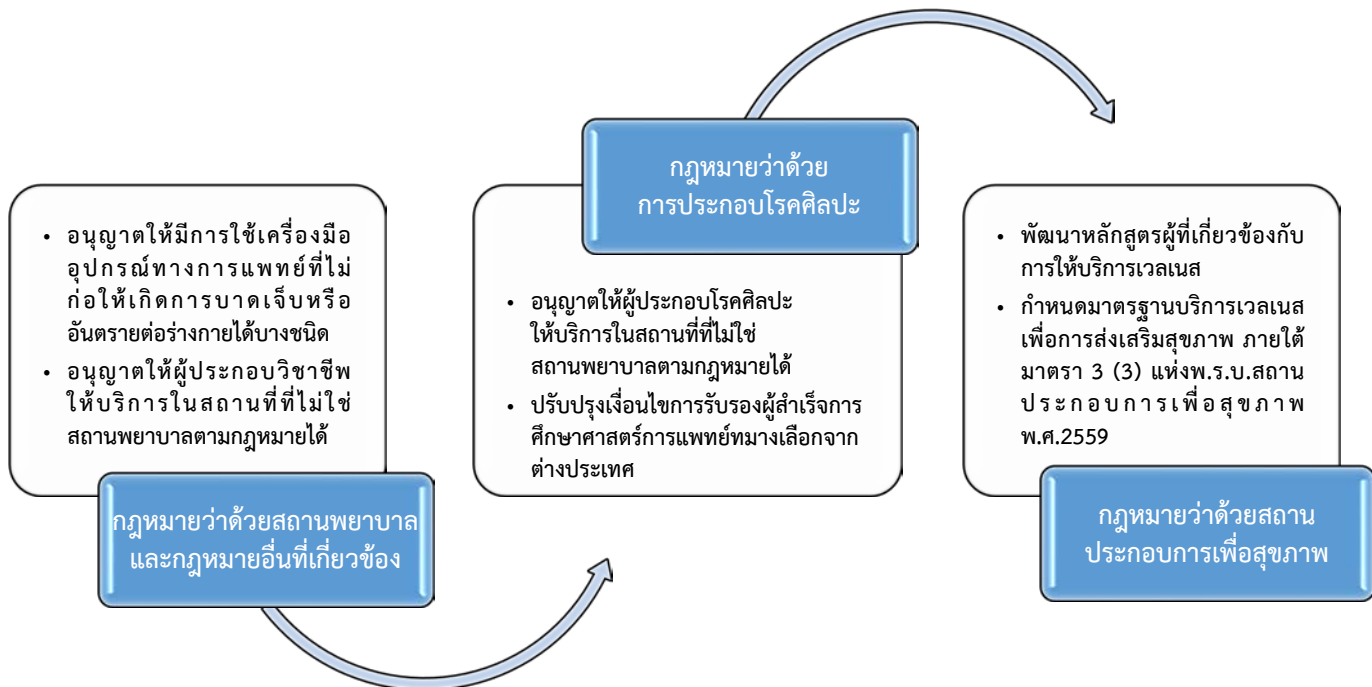 • อนุญาตให้มีการใช้เครื่องมือ
อุปกรณ์ทางการแพทย์ที่ไม่
ก่อให้เกิดการบาดเจ็บหรือ
อันตรายต่อร่างกายได้บางชนิด
• อนุญาตให้ผู้ประกอบวิชาชีพ
ให้บริการในสถานที่ที่ไม่ใช่
สถานพยาบาลตามกฎหมายได้
กฎหมายว่าด้วยสถานพยาบาล
และกฎหมายอื่นที่เกี่ยวข้อง
กฎหมายว่าด้วย
การประกอบโรคศิลปะ
• อนุญาตให้ผู้ประกอบโรคศิลปะ
ให้บริการในสถานที่ที่ไม่ใช่
สถานพยาบาลตามกฎหมายได้
• ปรับปรุงเงื่อนไขการรับรองผู้สำเร็จการ
ศึกษาศาสตร์การแพทย์ทมางเลือกจาก
ต่างประเทศ
• พัฒนาหลักสูตรผู้ที่เกี่ยวข้องกับ
การให้บริการเวลเนส
• กำหนดมาตรฐานบริการเวลเนส
เพื่อการส่งเสริมสุขภาพ ภายใต้
มาตรา 3 (3) แห่งพ.ร.บ.สถาน
ประกอบการเพื่อสุขภาพ
พ.ศ.2559
กฎหมายว่าด้วยสถาน
ประกอบการเพื่อสุขภาพ